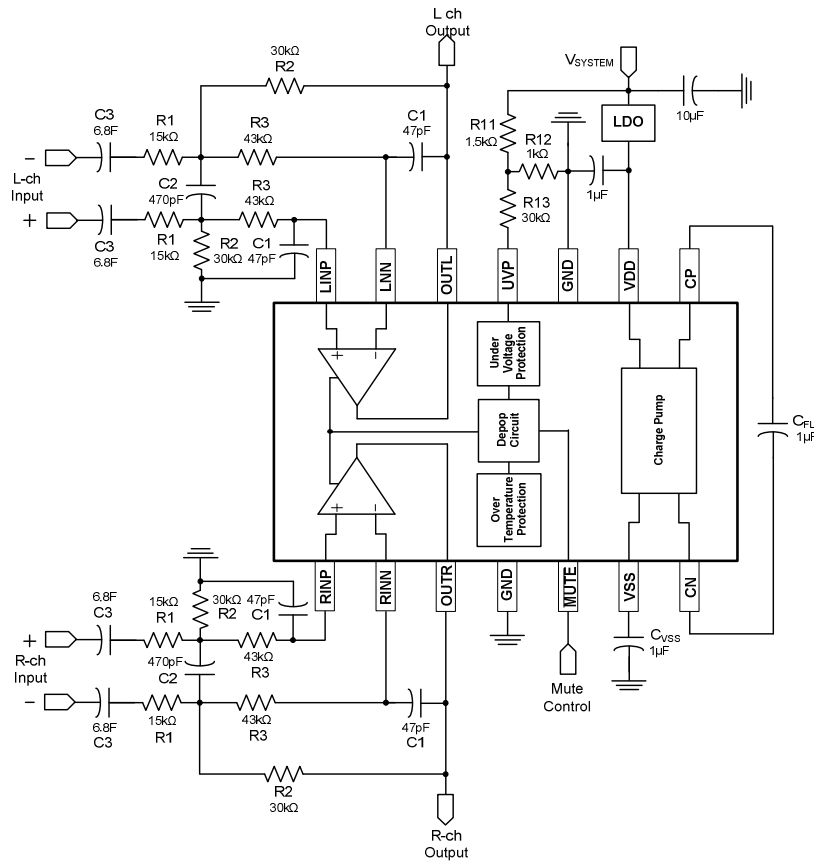 L ch
Output
30kΩ
R2
VSYSTEM
10µF
LDO
C3
6.8F
R1
15kΩ
R3
43kΩ
C1
47pF
R11
1.5kΩ
R12
1kΩ
1µF
R13
30kΩ
−
L-ch
Input
+
C2
470pF
R3
43kΩ
C3
6.8F
R1
15kΩ
R2
30kΩ
C1
47pF
LINP
LNN
OUTL
UVP
GND
VDD
CP
+
-
Under
Voltage
Protection
Depop
Circuit
Over
Temperature
Protection
Charge Pump
CFL
1µF
+
-
RINP
RINN
OUTR
GND
MUTE
VSS
CN
6.8F
C3
15kΩ
R1
30kΩ
R2
47pF
C1
+
R-ch
Input
−
470pF
C2
43kΩ
R3
6.8F
C3
15kΩ
R1
43kΩ
R3
47pF
C1
R2
30kΩ
CVSS
1µF
Mute
Control
R-ch
Output